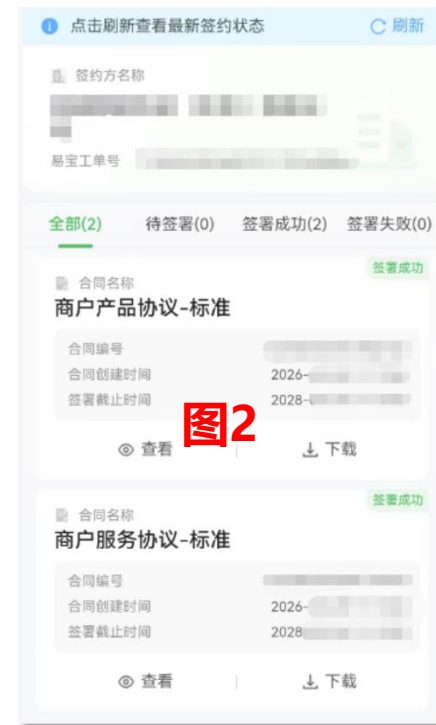 点击刷新查看最新签约状态 刷新
签约方名称
易宝工单号
全部(2) 待签署(0) 签署成功(2) 签署失败(0)
签署成功
合同名称
商户产品协议-标准
合同编号
合同创建时间 2026-
签署截止时间 2028-
图2
查看 下载
签署成功
合同名称
商户服务协议-标准
合同编号
合同创建时间 2026-
签署截止时间 2028
查看 下载